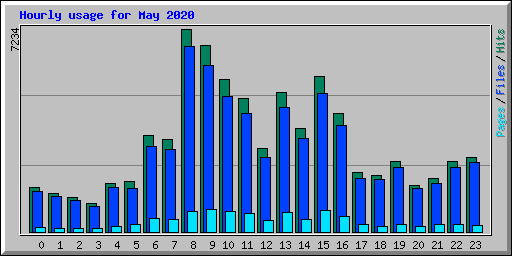 Hourly usage for May 2020
7234
Pages/Files/Hits
0 1 2 3 4 5 6 7 8 9 10 11 12 13 14 15 16 17 18 19 20 21 22 23